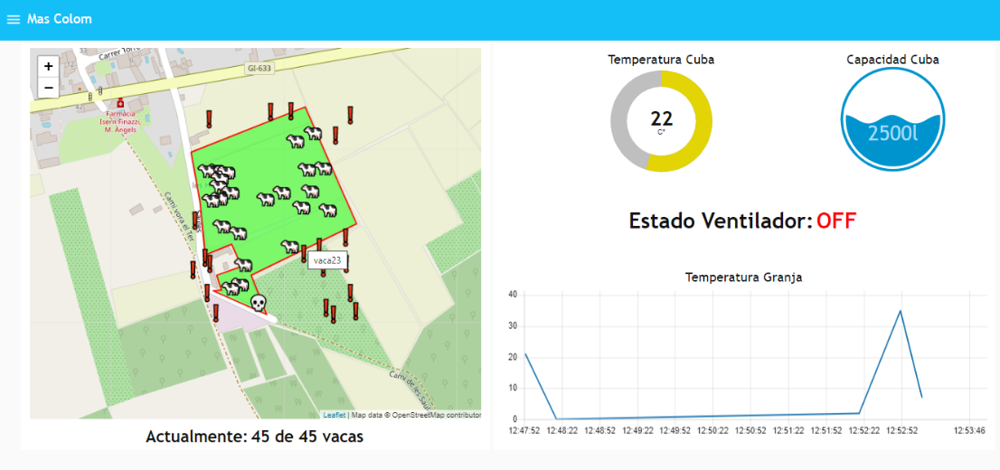 Mas Colom
33
Carrer Torr
GI-633
+
−
Farmàcia
Isern Finazzi,
M. Àngels
Camí vora el Ter
vaca23
Camí de les Saul
Leaflet | Map data © OpenStreetMap contributor
Actualmente: 45 de 45 vacas
Temperatura Cuba
22
C°
Capacidad Cuba
2500l
Estado Ventilador: OFF
Temperatura Granja
40
30
20
10
0
12:47:52 12:48:22 12:48:52 12:49:22 12:49:52 12:50:22 12:50:52 12:51:22 12:51:52 12:52:22 12:52:52 12:53:46